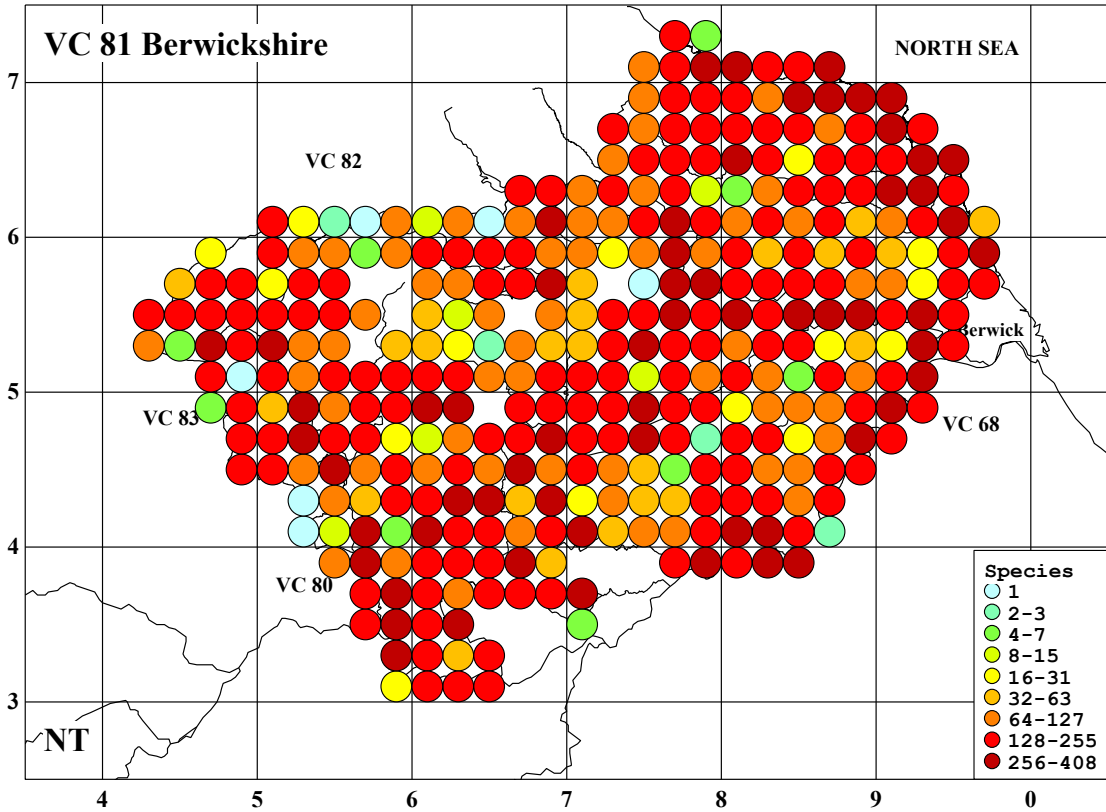 VC 81 Berwickshire
NORTH SEA
7
VC 82
6
Berwick
5
VC 83
VC 68
4
VC 80
3
NT
Species
1
2-3
4-7
8-15
16-31
32-63
64-127
128-255
256-408
4 5 6 7 8 9 0